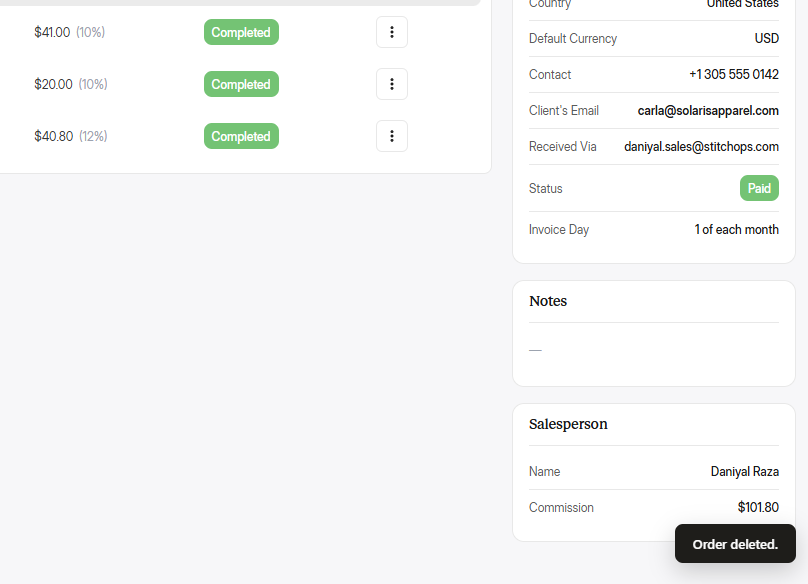 $41.00 (10%) Completed
$20.00 (10%) Completed
$40.80 (12%) Completed
Country United States
Default Currency USD
Contact +1 305 555 0142
Client's Email carla@solarisapparel.com
Received Via daniyal.sales@stitchops.com
Status Paid
Invoice Day 1 of each month
Notes
—
Salesperson
Name Daniyal Raza
Commission $101.80
Order deleted.